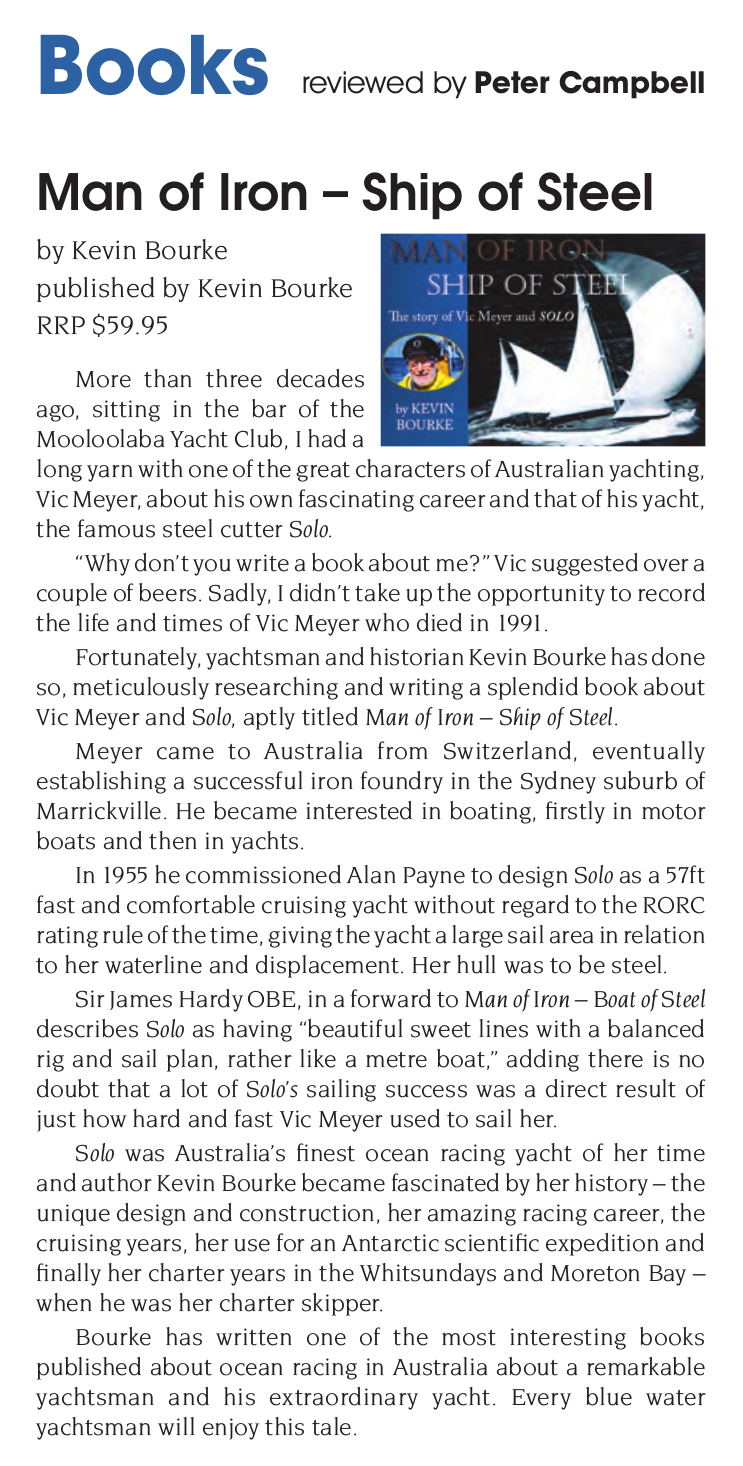 Books reviewed by Peter Campbell
Man of Iron – Ship of Steel
by Kevin Bourke
published by Kevin Bourke
RRP $59.95
MAN OF IRON
SHIP OF STEEL
The story of Vic Meyer and SOLO
by KEVIN
BOURKE
More than three decades
ago, sitting in the bar of the
Mooloolaba Yacht Club, I had a
long yarn with one of the great characters of Australian yachting,
Vic Meyer, about his own fascinating career and that of his yacht,
the famous steel cutter Solo.
“Why don’t you write a book about me?” Vic suggested over a
couple of beers. Sadly, I didn’t take up the opportunity to record
the life and times of Vic Meyer who died in 1991.
Fortunately, yachtsman and historian Kevin Bourke has done
so, meticulously researching and writing a splendid book about
Vic Meyer and Solo, aptly titled Man of Iron – Ship of Steel.
Meyer came to Australia from Switzerland, eventually
establishing a successful iron foundry in the Sydney suburb of
Marrickville. He became interested in boating, firstly in motor
boats and then in yachts.
In 1955 he commissioned Alan Payne to design Solo as a 57ft
fast and comfortable cruising yacht without regard to the RORC
rating rule of the time, giving the yacht a large sail area in relation
to her waterline and displacement. Her hull was to be steel.
Sir James Hardy OBE, in a forward to Man of Iron – Boat of Steel
describes Solo as having “beautiful sweet lines with a balanced
rig and sail plan, rather like a metre boat,” adding there is no
doubt that a lot of Solo’s sailing success was a direct result of
just how hard and fast Vic Meyer used to sail her.
Solo was Australia’s finest ocean racing yacht of her time
and author Kevin Bourke became fascinated by her history – the
unique design and construction, her amazing racing career, the
cruising years, her use for an Antarctic scientific expedition and
finally her charter years in the Whitsundays and Moreton Bay –
when he was her charter skipper.
Bourke has written one of the most interesting books
published about ocean racing in Australia about a remarkable
yachtsman and his extraordinary yacht. Every blue water
yachtsman will enjoy this tale.